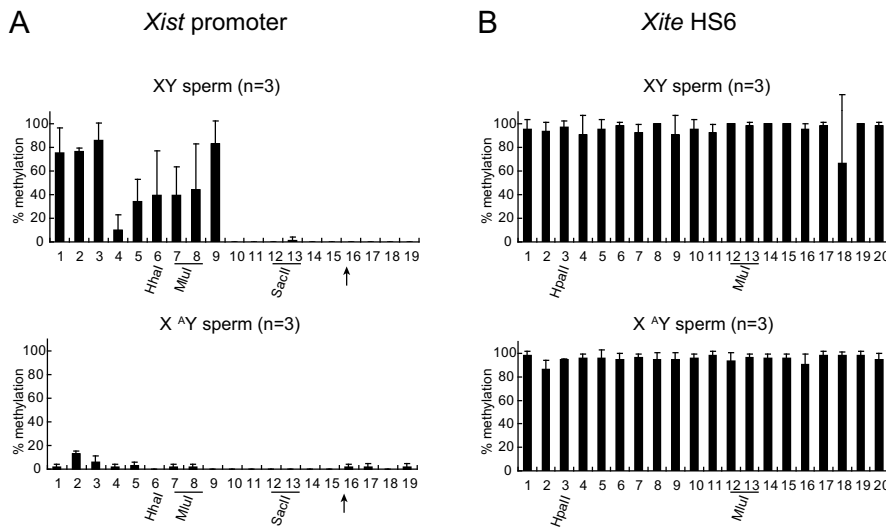 A
Xist promoter
XY sperm (n=3)
% methylation
100
80
60
40
20
0
1 2 3 4 5 6 7 8 9 10 11 12 13 14 15 16 17 18 19
HhaI
MluI
SacII
X AY sperm (n=3)
% methylation
100
80
60
40
20
0
1 2 3 4 5 6 7 8 9 10 11 12 13 14 15 16 17 18 19
HhaI
MluI
SacII
B
Xite HS6
XY sperm (n=3)
% methylation
100
80
60
40
20
0
1 2 3 4 5 6 7 8 9 10 11 12 13 14 15 16 17 18 19 20
HpaII
MluI
X AY sperm (n=3)
% methylation
100
80
60
40
20
0
1 2 3 4 5 6 7 8 9 10 11 12 13 14 15 16 17 18 19 20
HpaII
MluI